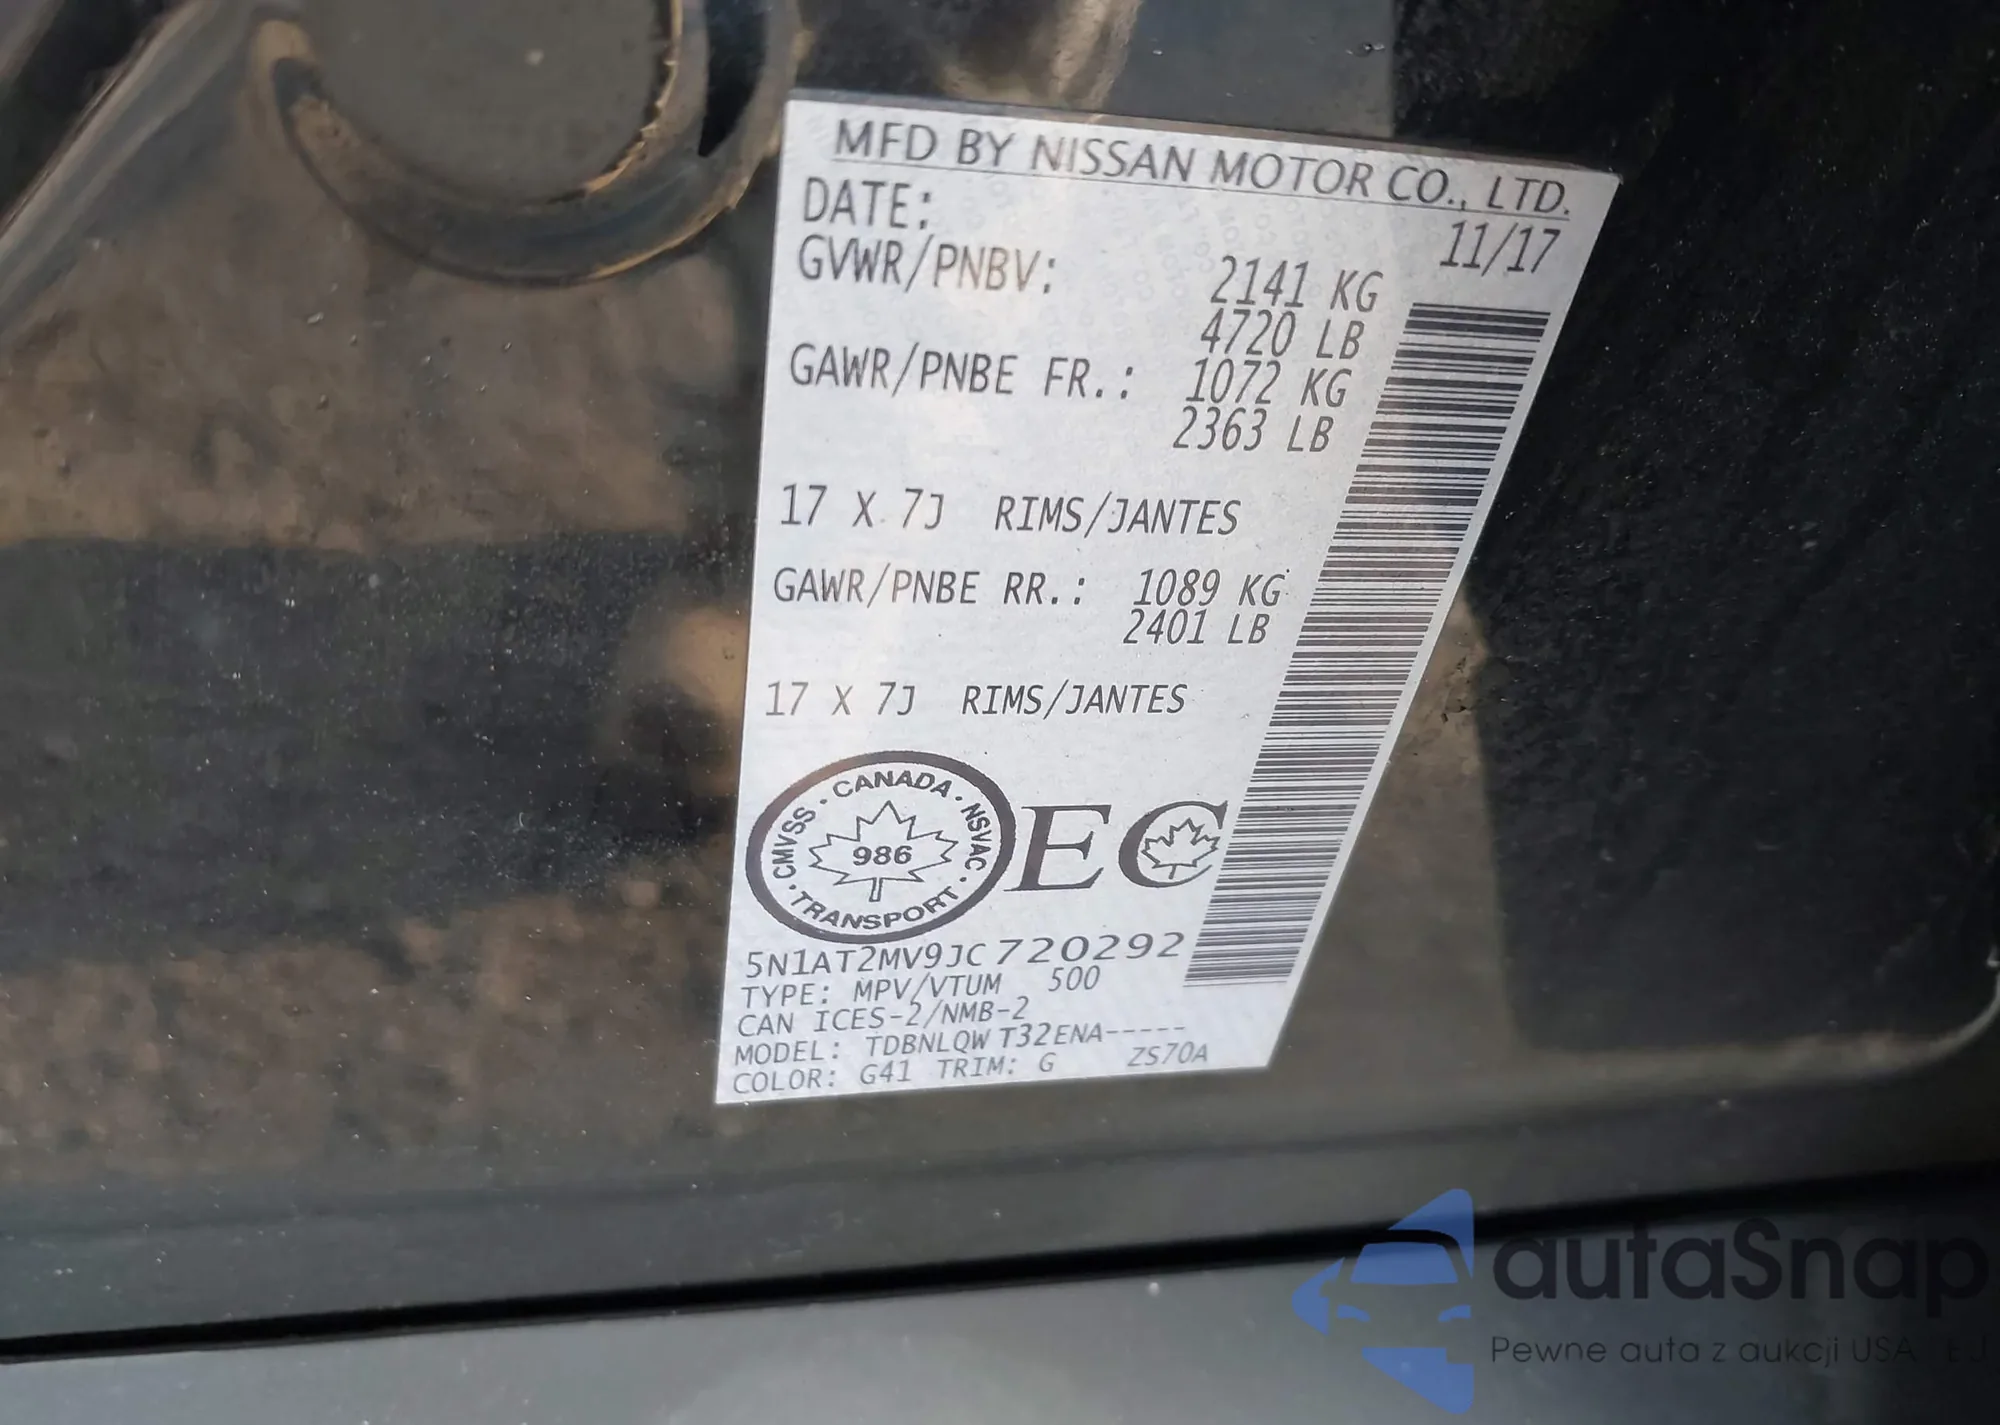 MFD BY NISSAN MOTOR CO., LTD.
DATE: 11/17
GVWR/PNBV: 2141 KG
4720 LB
GAWR/PNBE FR.: 1072 KG
2363 LB
17 X 7J RIMS/JANTES
GAWR/PNBE RR.: 1089 KG
2401 LB
17 X 7J RIMS/JANTES
CMVSS · CANADA · NSVAC · TRANSPORT ·
986
EC
5N1AT2MV9JC720292
TYPE: MPV/VTUM 500
CAN ICES-2/NMB-2
MODEL: TDBNLQW T32ENA-----
COLOR: G41 TRIM: G ZS70A
autaSnap
Pewne auta z aukcji USA